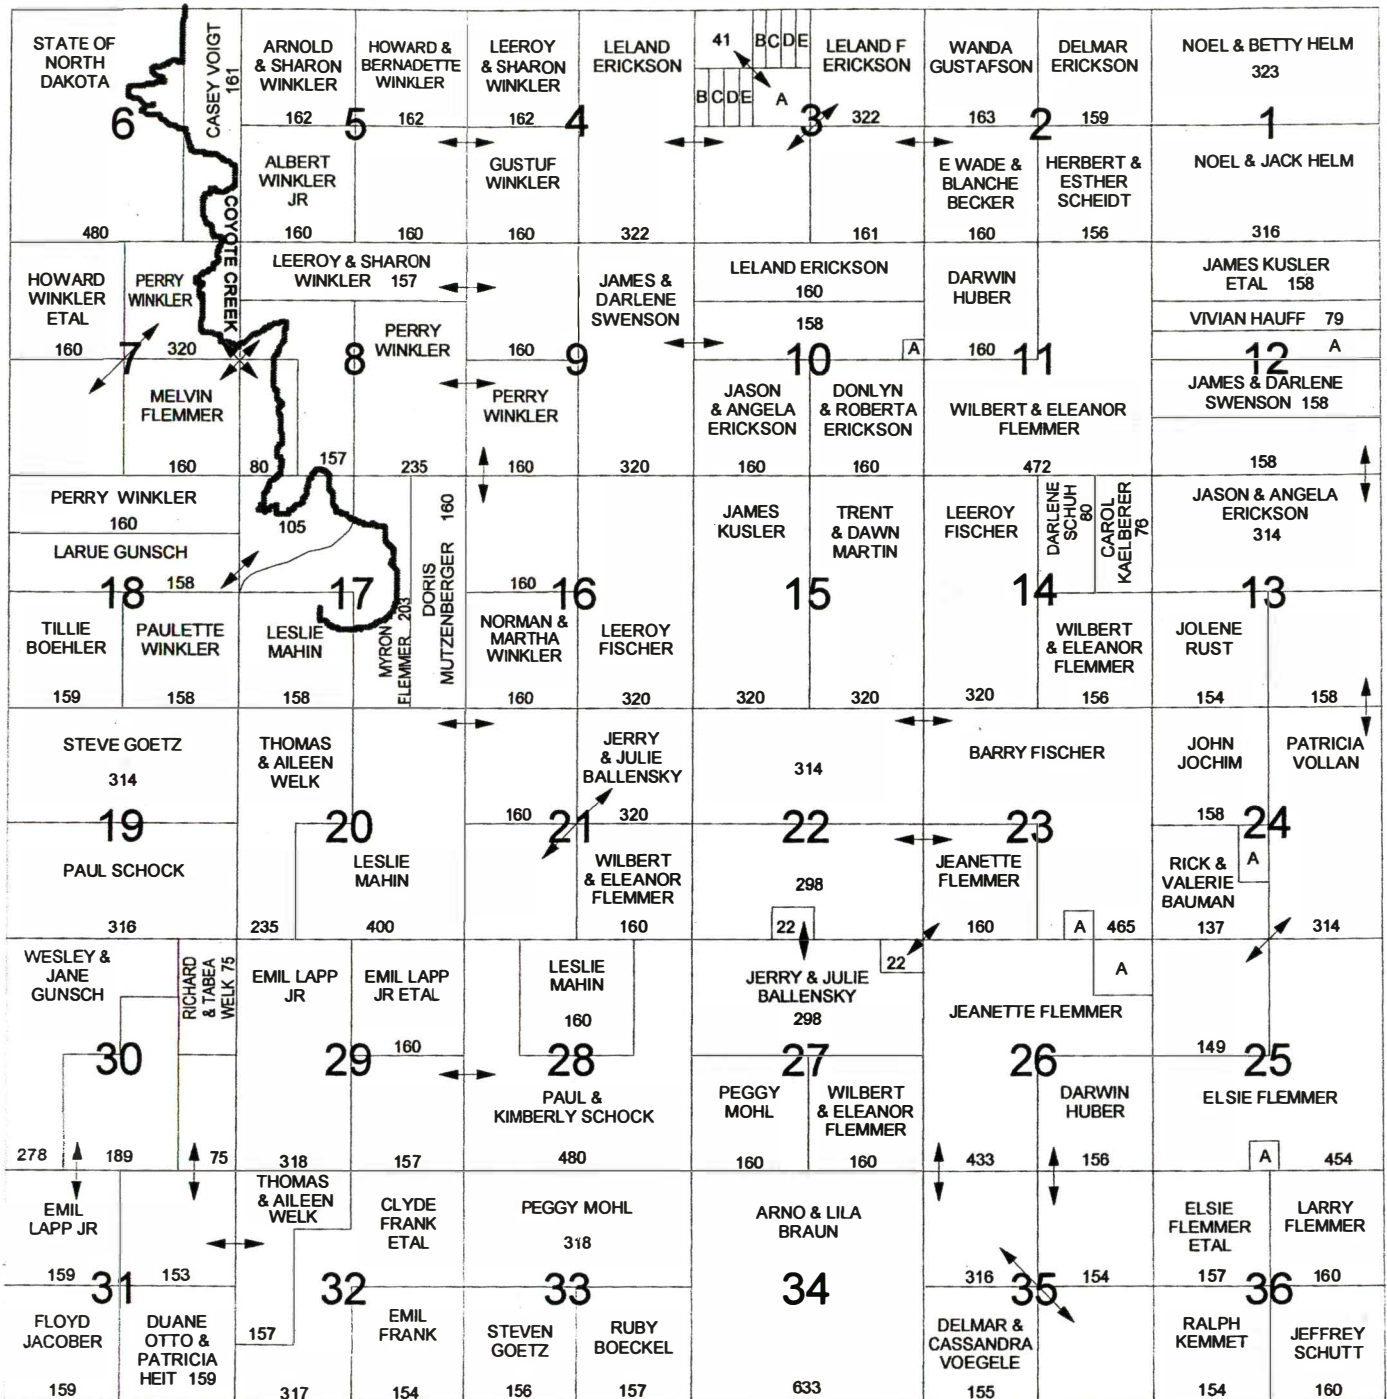 STATE OF
NORTH
DAKOTA
6
480
CASEY VOIGT
161
COYOTE CREEK
ARNOLD
& SHARON
WINKLER
162
HOWARD &
BERNADETTE
WINKLER
162
5
ALBERT
WINKLER
JR
160
160
LEEROY
& SHARON
WINKLER
162
LELAND
ERICKSON
4
GUSTUF
WINKLER
160
322
41
B C D E
B C D E
A
LELAND F
ERICKSON
3
322
161
WANDA
GUSTAFSON
163
DELMAR
ERICKSON
159
2
E WADE &
BLANCHE
BECKER
160
HERBERT &
ESTHER
SCHEIDT
156
NOEL & BETTY HELM
323
1
NOEL & JACK HELM
316
HOWARD
WINKLER
ETAL
160
PERRY
WINKLER
320
7
MELVIN
FLEMMER
160
LEEROY & SHARON
WINKLER 157
PERRY
WINKLER
8
80
157
235
JAMES &
DARLENE
SWENSON
160
9
PERRY
WINKLER
160
320
LELAND ERICKSON
160
158
A
10
JASON
& ANGELA
ERICKSON
160
DONLYN
& ROBERTA
ERICKSON
160
DARWIN
HUBER
160
11
WILBERT & ELEANOR
FLEMMER
472
JAMES KUSLER
ETAL 158
VIVIAN HAUFF 79
A
12
JAMES & DARLENE
SWENSON 158
158
PERRY WINKLER
160
LARUE GUNSCH
158
18
TILLIE
BOEHLER
159
PAULETTE
WINKLER
158
105
17
LESLIE
MAHIN
158
MYRON
FLEMMER 203
DORIS
MUTZENBERGER 160
160
16
NORMAN &
MARTHA
WINKLER
160
LEEROY
FISCHER
320
JAMES
KUSLER
TRENT
& DAWN
MARTIN
15
320
320
LEEROY
FISCHER
DARLENE
SCHUH
80
CAROL
KAELBERER
76
14
WILBERT
& ELEANOR
FLEMMER
320
156
JASON & ANGELA
ERICKSON
314
13
JOLENE
RUST
154
158
STEVE GOETZ
314
19
PAUL SCHOCK
316
THOMAS
& AILEEN
WELK
20
LESLIE
MAHIN
235
400
JERRY
& JULIE
BALLENSKY
160
21
320
WILBERT
& ELEANOR
FLEMMER
160
314
22
298
22
BARRY FISCHER
23
JEANETTE
FLEMMER
160
A
465
JOHN
JOCHIM
158
PATRICIA
VOLLAN
24
A
RICK &
VALERIE
BAUMAN
137
314
WESLEY &
JANE
GUNSCH
RICHARD
& TABEA
WELK 75
30
278
189
75
EMIL LAPP
JR
EMIL LAPP
JR ETAL
160
29
318
157
LESLIE
MAHIN
160
28
PAUL &
KIMBERLY SCHOCK
480
22
JERRY & JULIE
BALLENSKY
298
27
PEGGY
MOHL
160
WILBERT
& ELEANOR
FLEMMER
160
A
JEANETTE FLEMMER
26
DARWIN
HUBER
433
156
149
25
ELSIE FLEMMER
A
454
EMIL
LAPP JR
159
153
31
FLOYD
JACOBER
159
DUANE
OTTO &
PATRICIA
HEIT 159
THOMAS
& AILEEN
WELK
CLYDE
FRANK
ETAL
32
157
EMIL
FRANK
317
154
PEGGY MOHL
318
33
STEVEN
GOETZ
156
RUBY
BOECKEL
157
ARNO & LILA
BRAUN
34
633
316
35
154
DELMAR &
CASSANDRA
VOEGELE
155
ELSIE
FLEMMER
ETAL
157
LARRY
FLEMMER
160
36
RALPH
KEMMET
154
JEFFREY
SCHUTT
160